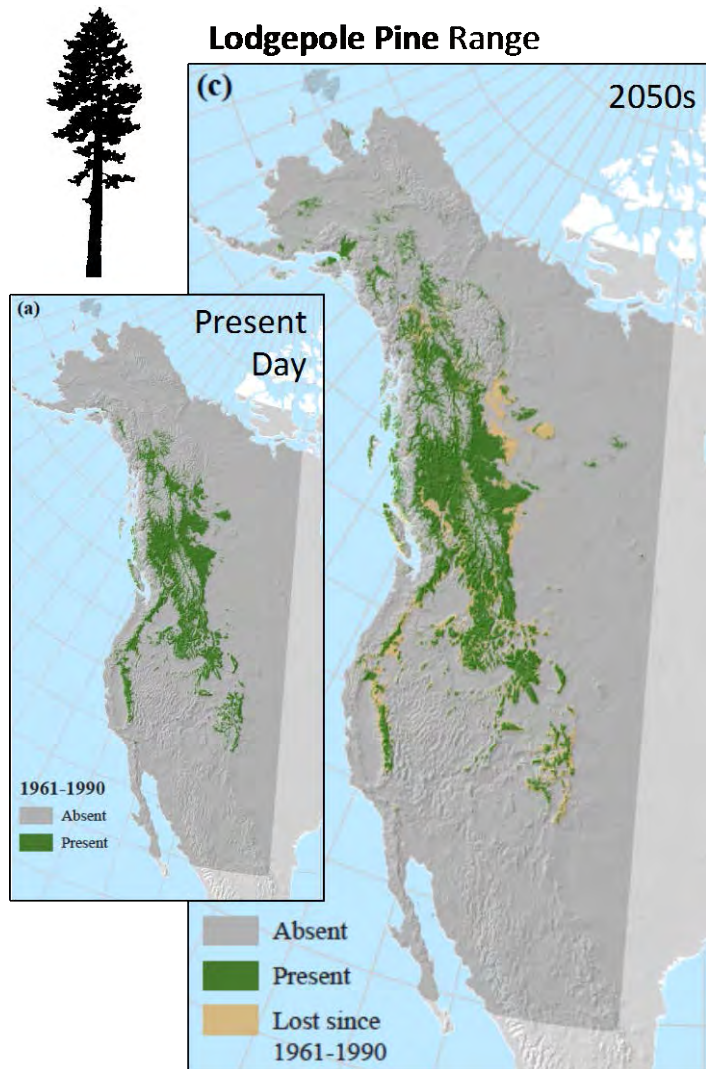 Lodgepole Pine Range
(c)
2050s
(a)
Present
Day
1961-1990
Absent
Present
Absent
Present
Lost since
1961-1990